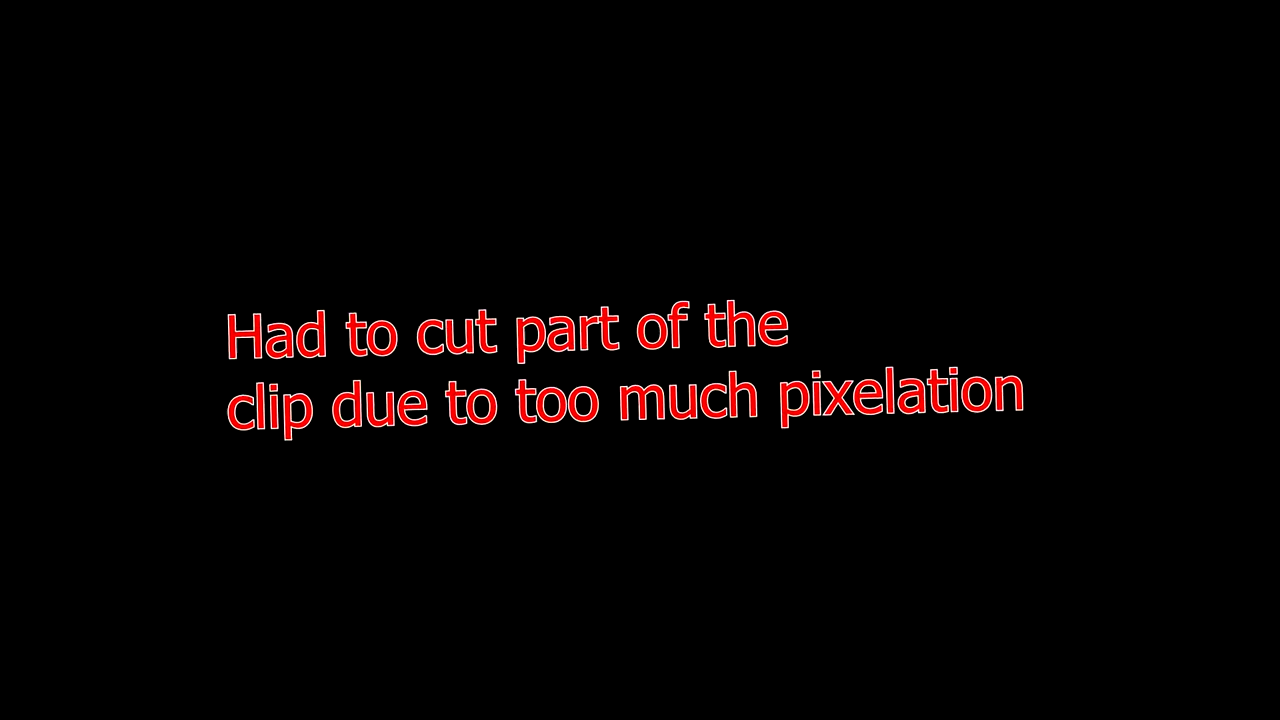 Had to cut part of the
clip due to too much pixelation